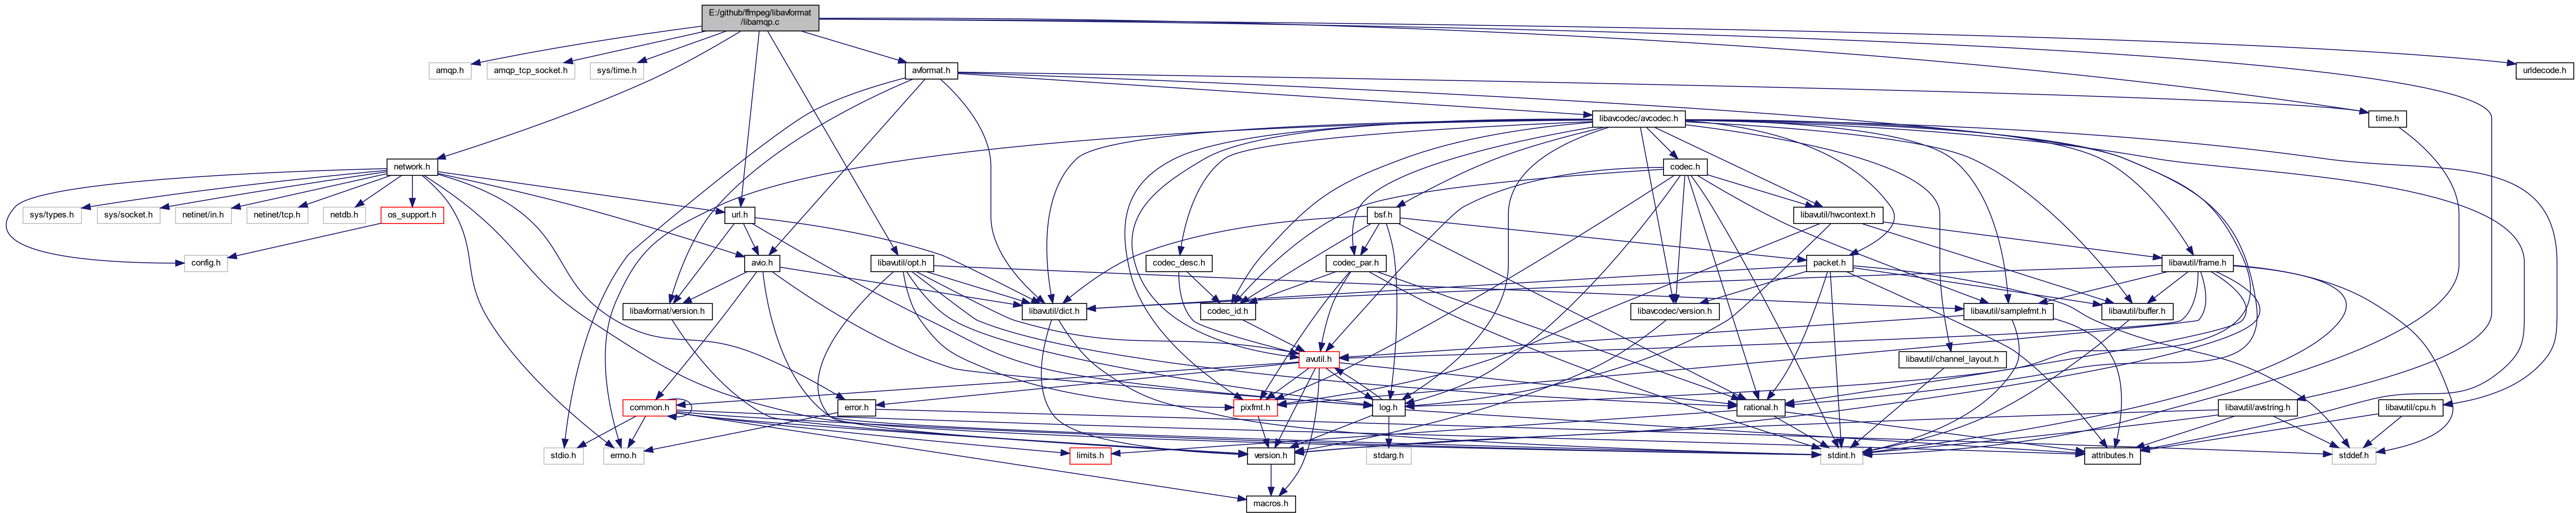 E:/github/ffmpeg/libavformat
/libamqp.c
amqp.h
amqp_tcp_socket.h
sys/time.h
avformat.h
urldecode.h
libavcodec/avcodec.h
time.h
network.h
codec.h
sys/types.h
sys/socket.h
netinet/in.h
netinet/tcp.h
netdb.h
os_support.h
url.h
bsf.h
libavutil/hwcontext.h
config.h
avio.h
libavutil/opt.h
codec_desc.h
codec_par.h
packet.h
libavutil/frame.h
libavformat/version.h
libavutil/dict.h
codec_id.h
libavcodec/version.h
libavutil/samplefmt.h
libavutil/buffer.h
avutil.h
libavutil/channel_layout.h
common.h
error.h
pixfmt.h
log.h
rational.h
libavutil/avstring.h
libavutil/cpu.h
stdio.h
errno.h
limits.h
version.h
stdarg.h
stdint.h
attributes.h
stddef.h
macros.h